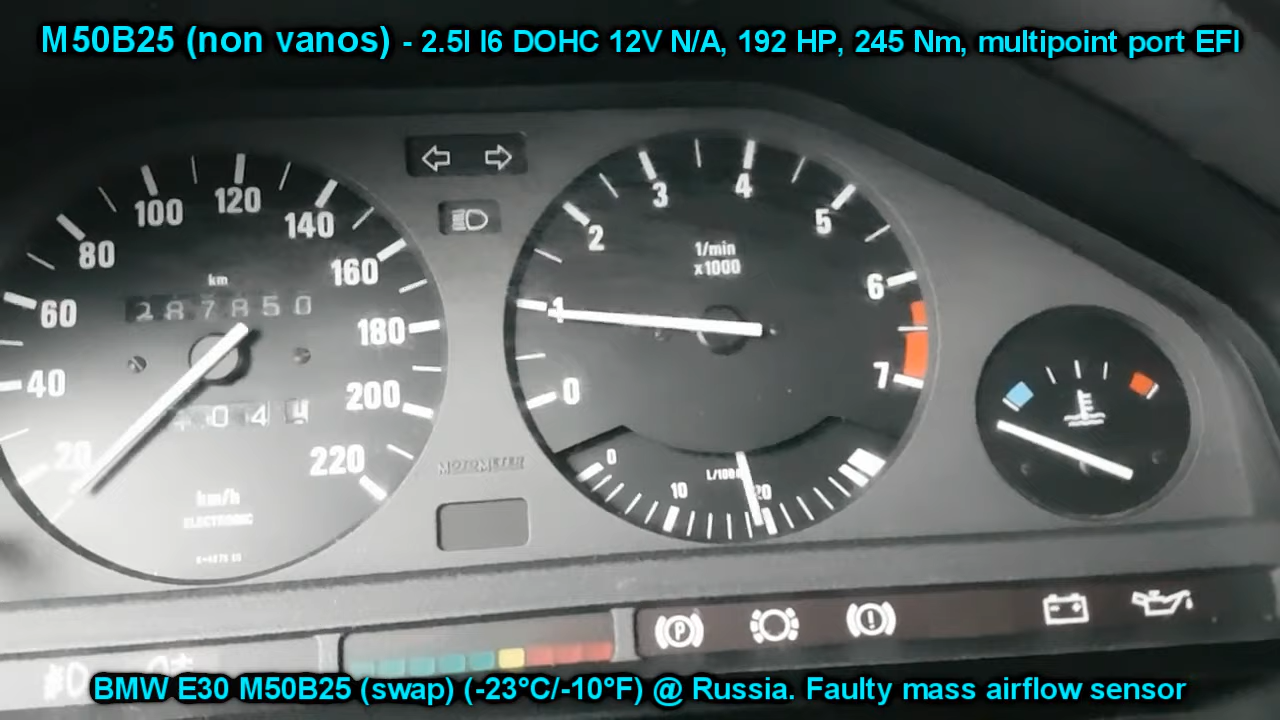 M50B25 (non vanos) - 2.5l I6 DOHC 12V N/A, 192 HP, 245 Nm, multipoint port EFI
20
40
60
80
100
120
140
160
180
200
220
km
287850
04
km/h
ELECTRONIC
MOTOMETER
0
1
2
3
4
5
6
7
1/min
x1000
0
10
20
P
BMW E30 M50B25 (swap) (-23°C/-10°F) @ Russia. Faulty mass airflow sensor